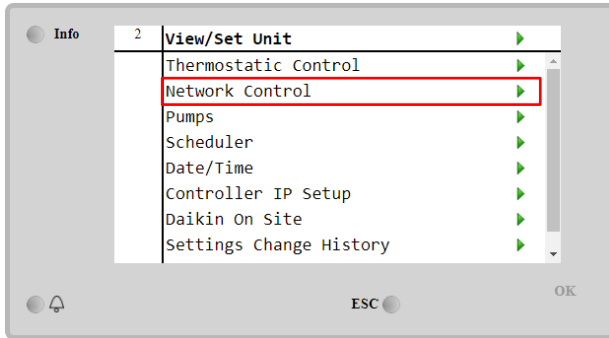 Info
2 View/Set Unit
Thermostatic Control
Network Control
Pumps
Scheduler
Date/Time
Controller IP Setup
Daikin On Site
Settings Change History
OK
ESC